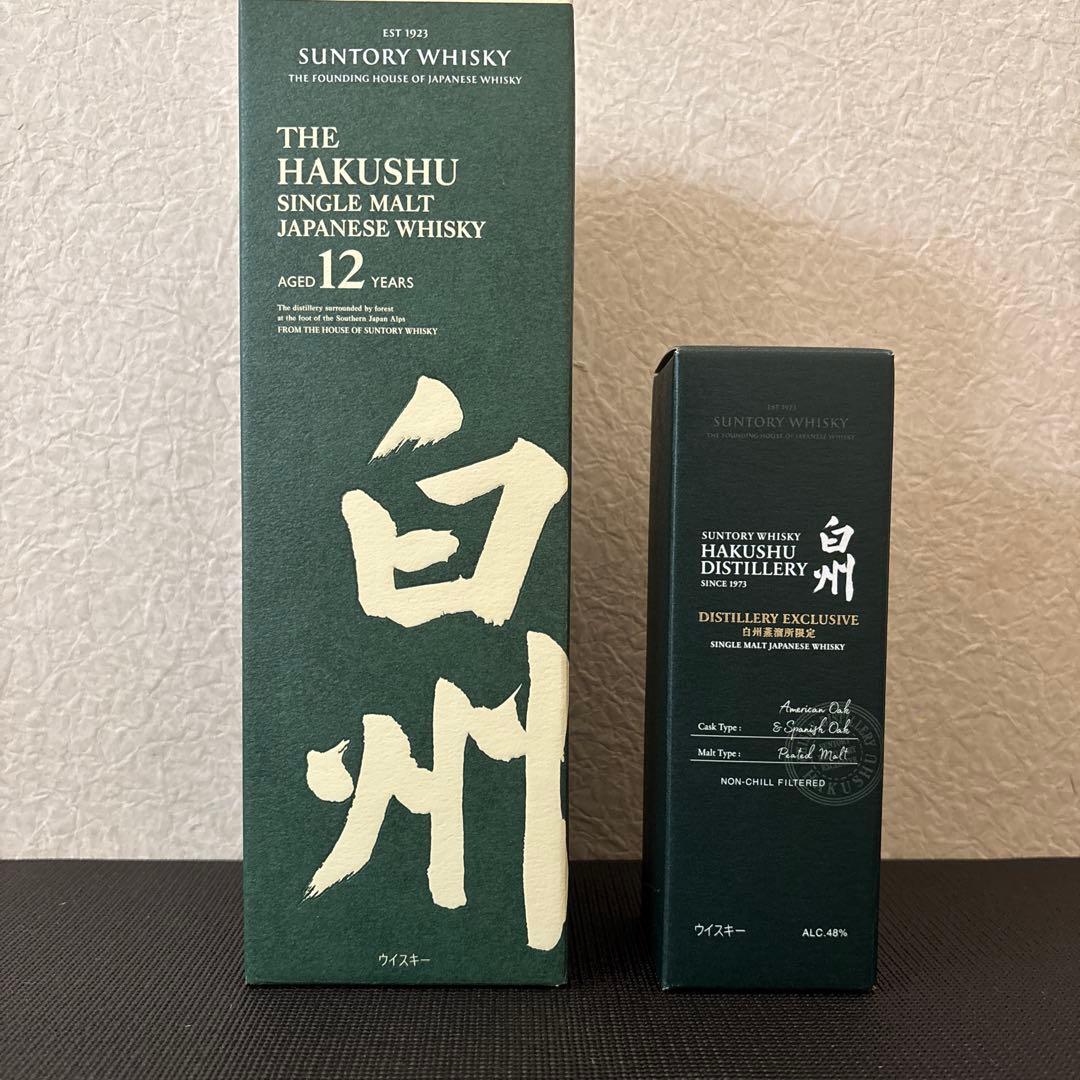 EST 1923
SUNTORY WHISKY
THE FOUNDING HOUSE OF JAPANESE WHISKY
THE
HAKUSHU
SINGLE MALT
JAPANESE WHISKY
AGED 12 YEARS
The distillery surrounded by forest
at the foot of the Southern Japan Alps
FROM THE HOUSE OF SUNTORY WHISKY
白州
ウイスキー
EST 1923
SUNTORY WHISKY
THE FOUNDING HOUSE OF JAPANESE WHISKY
SUNTORY WHISKY
HAKUSHU
DISTILLERY
SINCE 1973
白州
DISTILLERY EXCLUSIVE
白州蒸溜所限定
SINGLE MALT JAPANESE WHISKY
American Oak
Cask Type : & Spanish Oak
Malt Type : Peated Malt
NON-CHILL FILTERED
HAKUSHU
ウイスキー ALC.48%